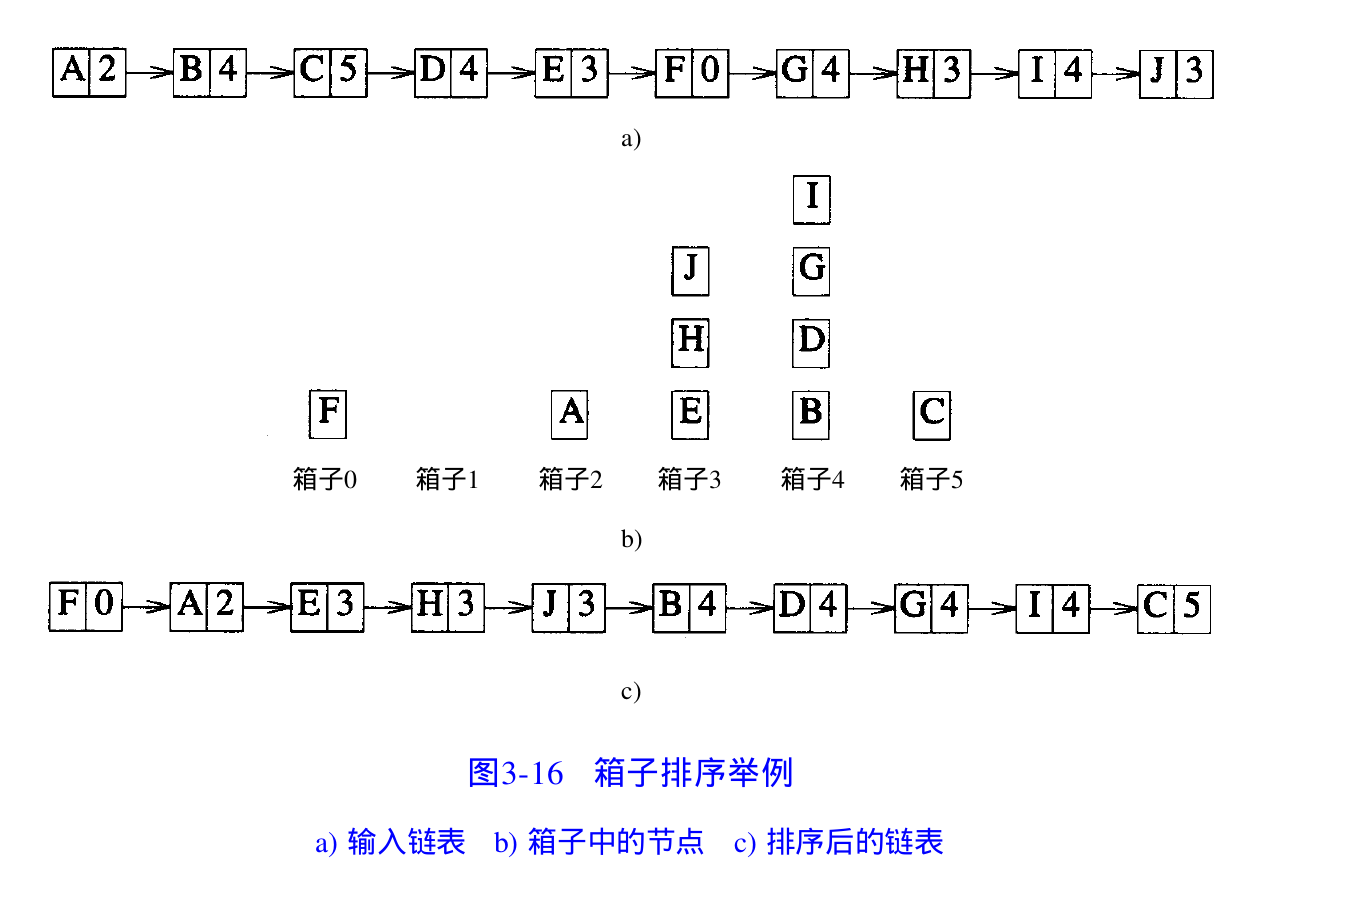 A 2 B 4 C 5 D 4 E 3 F 0 G 4 H 3 I 4 J 3
a)
I
J G
H D
F A E B C
箱子0 箱子1 箱子2 箱子3 箱子4 箱子5
b)
F 0 A 2 E 3 H 3 J 3 B 4 D 4 G 4 I 4 C 5
c)
图3-16 箱子排序举例
a) 输入链表 b) 箱子中的节点 c) 排序后的链表